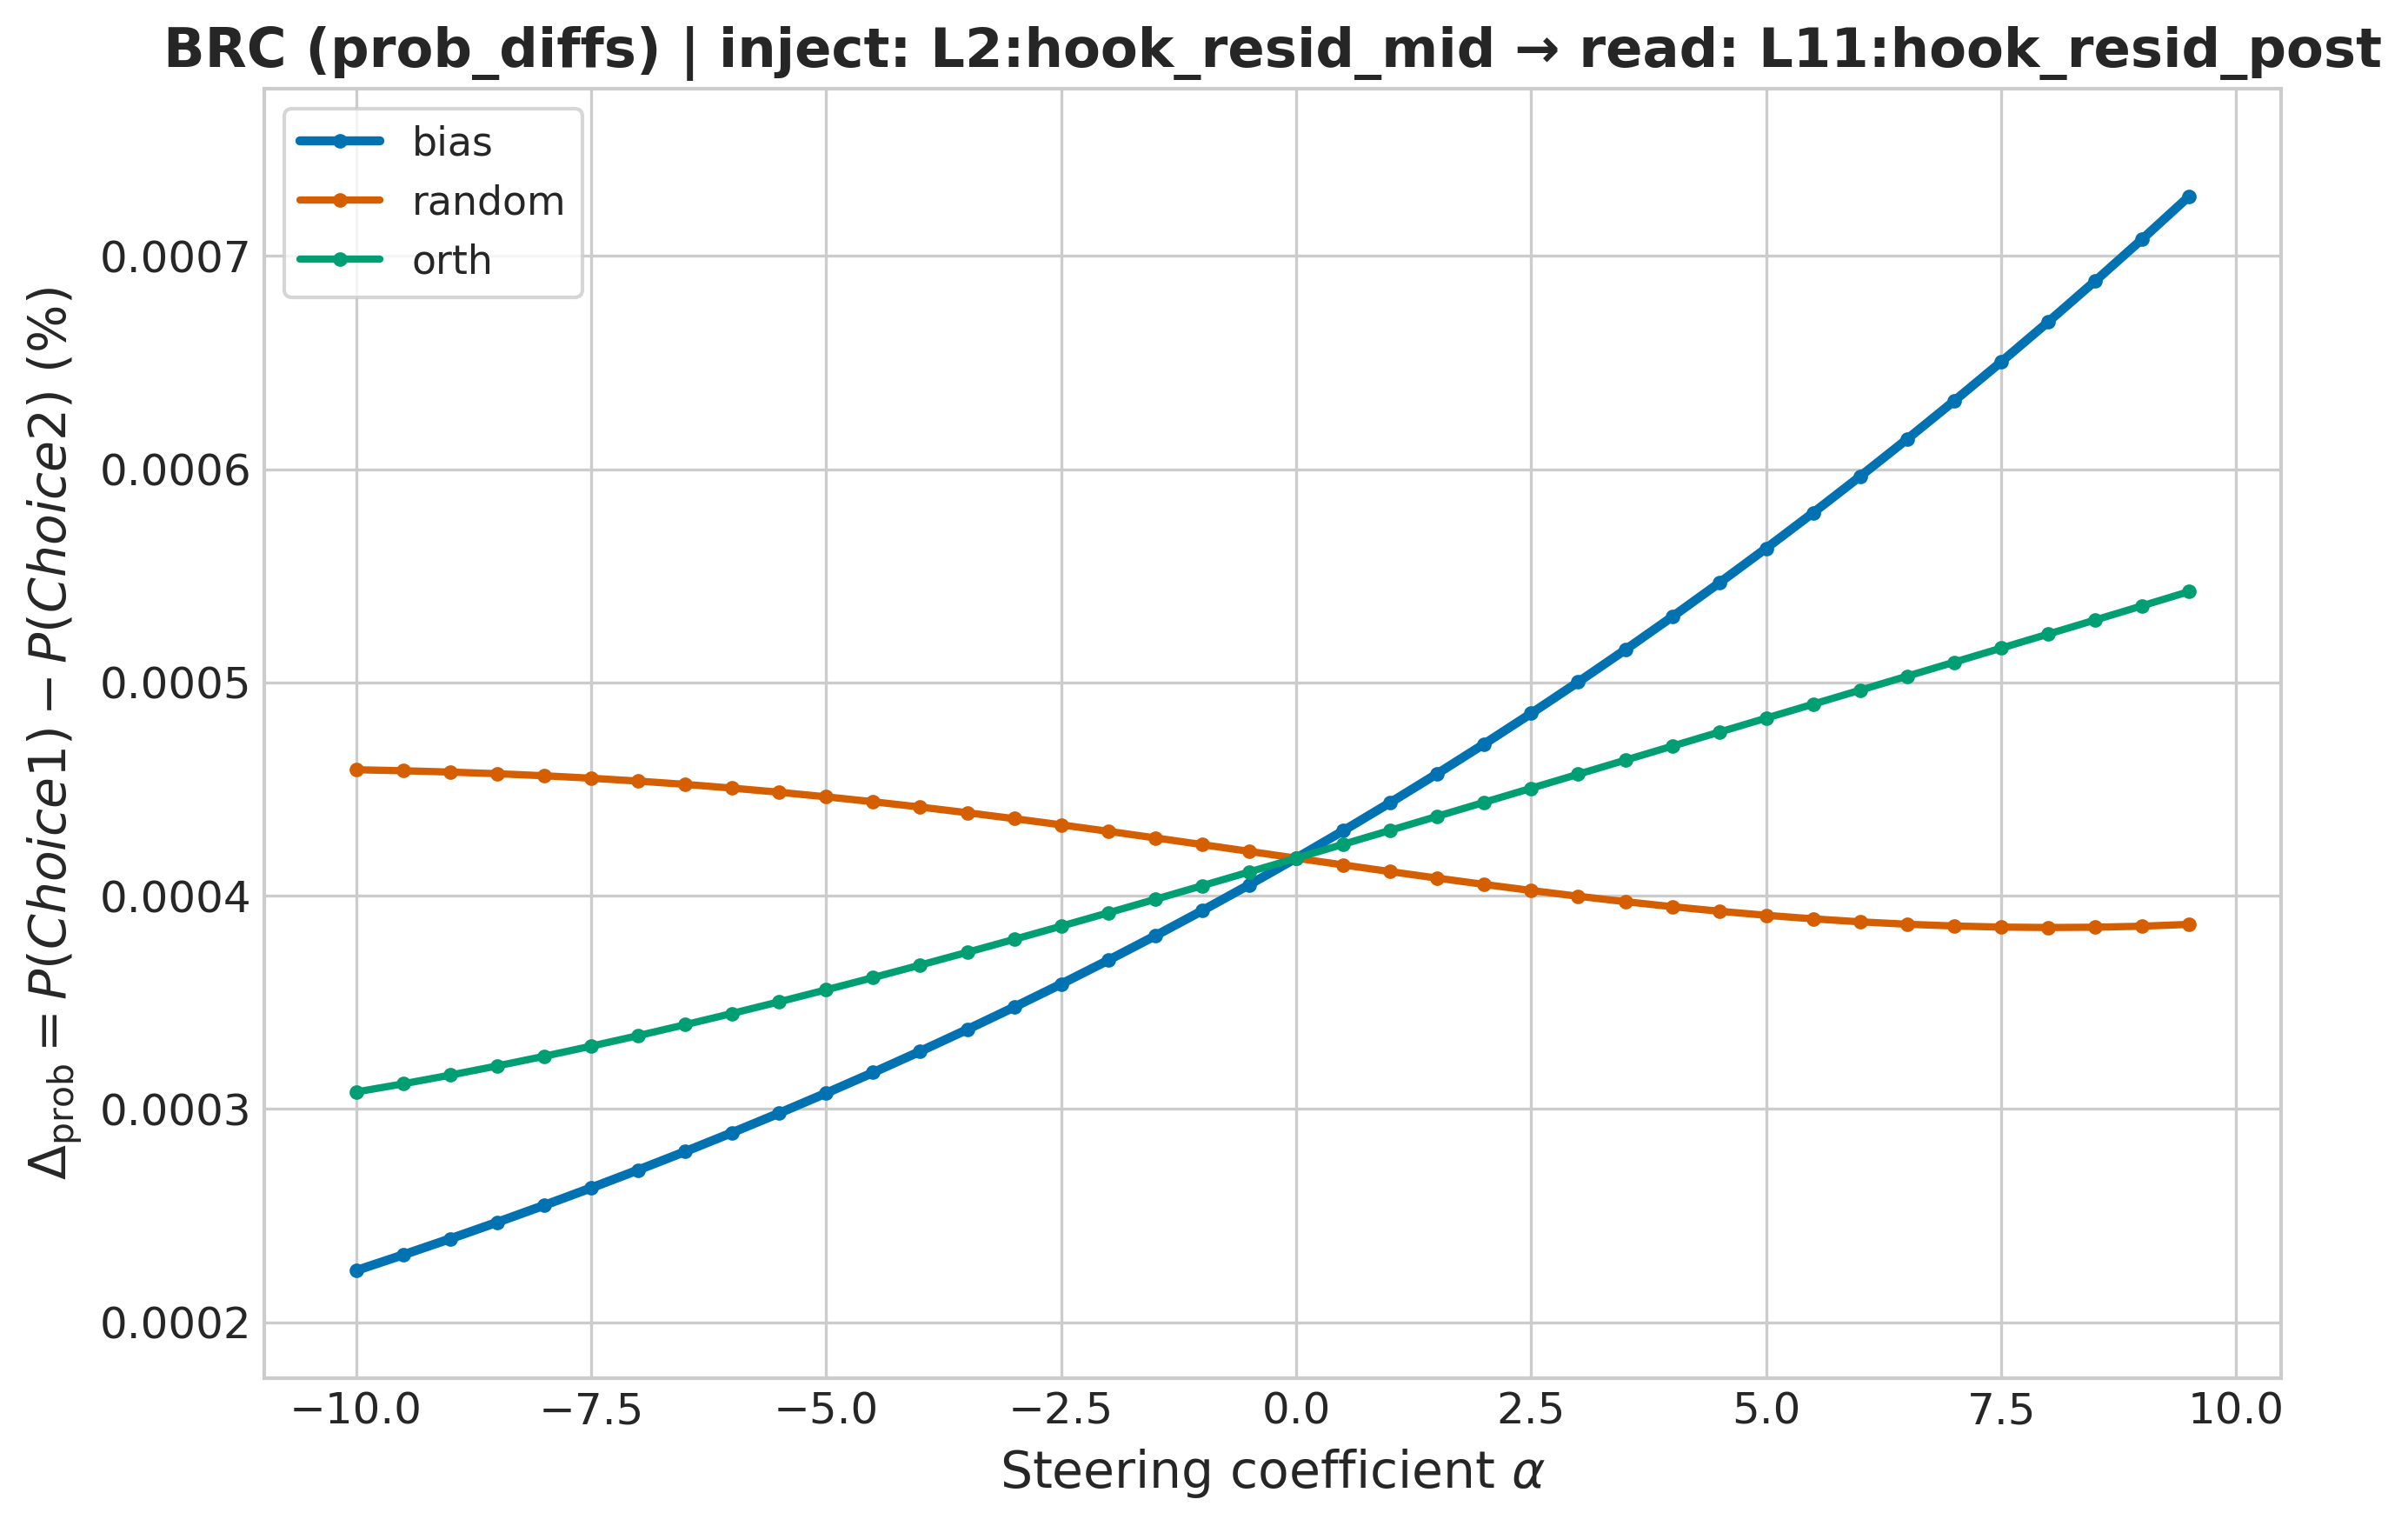 BRC (prob_diffs) | inject: L2:hook_resid_mid → read: L11:hook_resid_post
bias
random
orth
Δprob = P(Choice1) − P(Choice2) (%)
0.0007
0.0006
0.0005
0.0004
0.0003
0.0002
−10.0 −7.5 −5.0 −2.5 0.0 2.5 5.0 7.5 10.0
Steering coefficient α